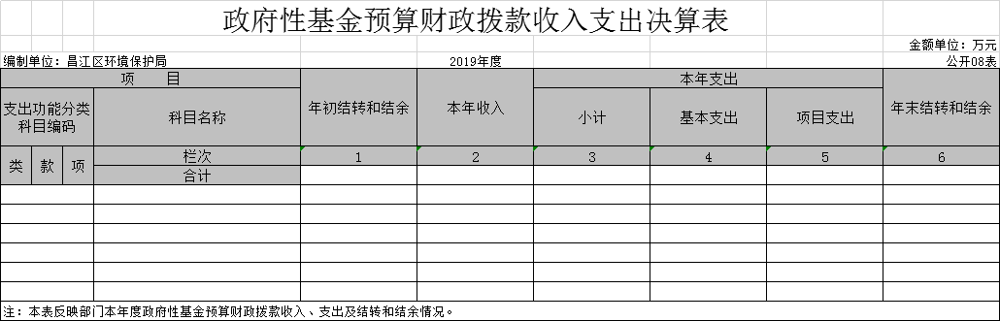 政府性基金预算财政拨款收入支出决算表
金额单位：万元
编制单位：昌江区环境保护局 2019年度 公开08表
项 目 年初结转和结余 本年收入 本年支出 年末结转和结余
支出功能分类科目编码 科目名称 小计 基本支出 项目支出
类 款 项 栏次 1 2 3 4 5 6
合计
注：本表反映部门本年度政府性基金预算财政拨款收入、支出及结转和结余情况。